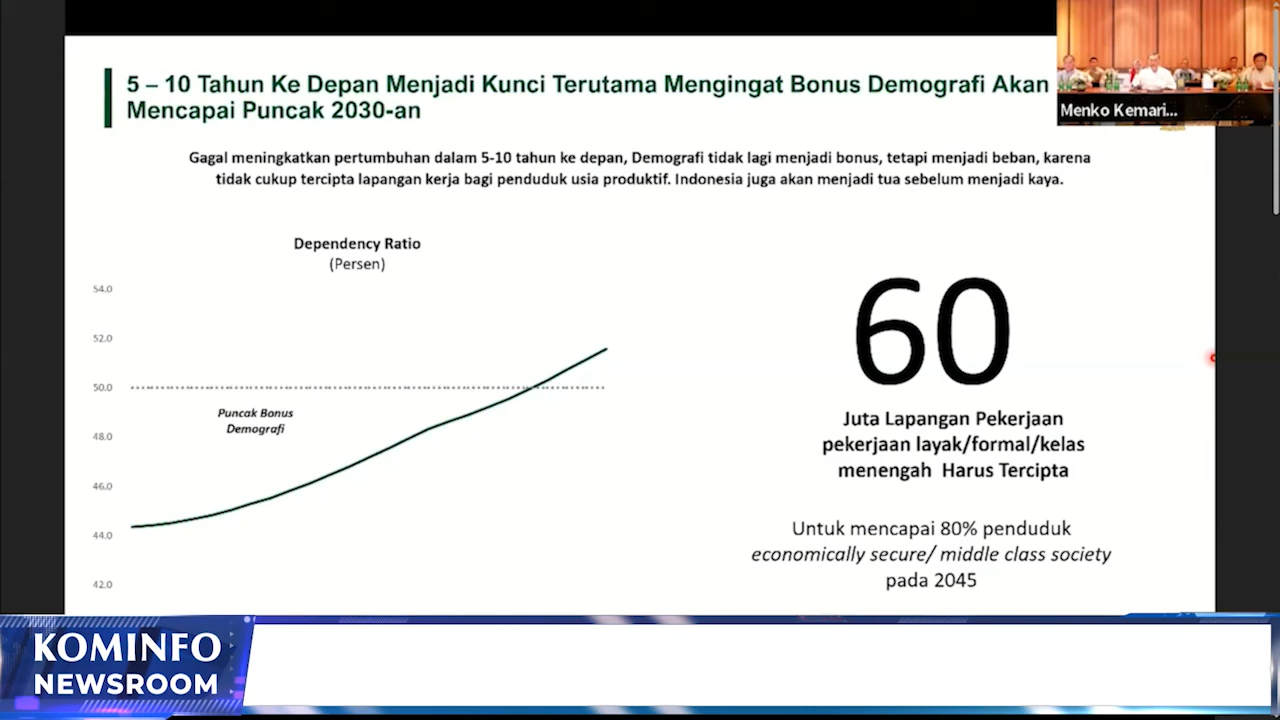 5 – 10 Tahun Ke Depan Menjadi Kunci Terutama Mengingat Bonus Demografi Akan
Mencapai Puncak 2030-an
Menko Kemari...
Gagal meningkatkan pertumbuhan dalam 5-10 tahun ke depan, Demografi tidak lagi menjadi bonus, tetapi menjadi beban, karena
tidak cukup tercipta lapangan kerja bagi penduduk usia produktif. Indonesia juga akan menjadi tua sebelum menjadi kaya.
Dependency Ratio
(Persen)
54.0
52.0
50.0
48.0
46.0
44.0
42.0
Puncak Bonus
Demografi
60
Juta Lapangan Pekerjaan
pekerjaan layak/formal/kelas
menengah Harus Tercipta
Untuk mencapai 80% penduduk
economically secure/ middle class society
pada 2045
KOMINFO
NEWSROOM